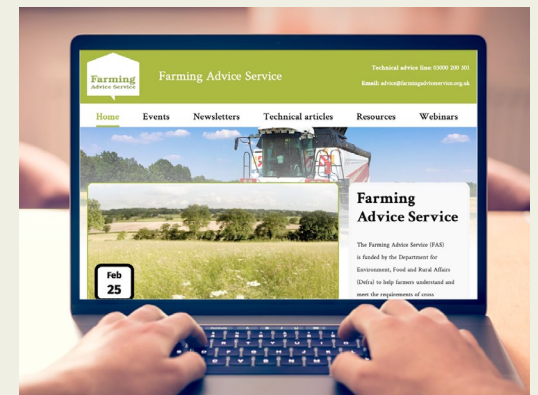 Farming
Advice Service
Farming Advice Service
Technical advice line: 03000 200 301
Email: advice@farmingadviceservice.org.uk
Home Events Newsletters Technical articles Resources Webinars
Feb
25
Farming
Advice Service
The Farming Advice Service (FAS)
is funded by the Department for
Environment, Food and Rural Affairs
(Defra) to help farmers understand and
meet the requirements of cross